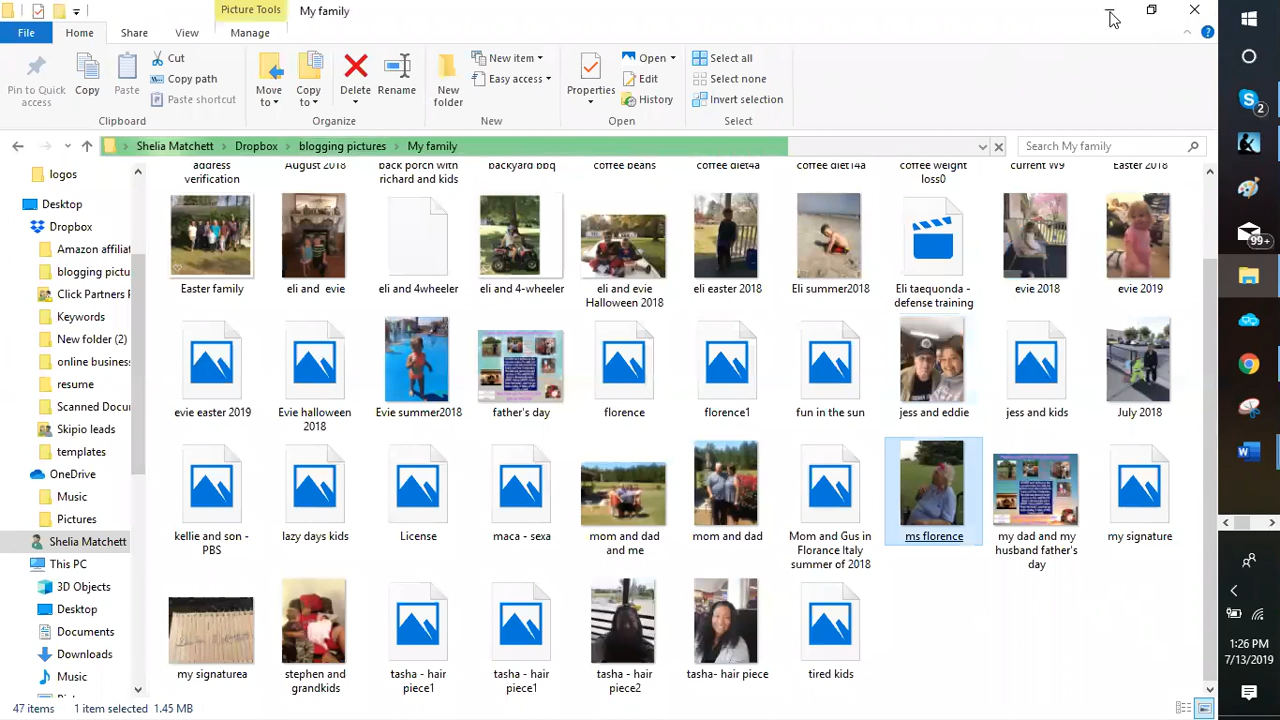 Picture Tools
My family
File
Home
Share
View
Manage
Pin to Quick access
Copy
Paste
Cut
Copy path
Paste shortcut
Clipboard
Move to
Copy to
Delete
Rename
Organize
New folder
New item
Easy access
New
Properties
Open
Edit
History
Open
Select all
Select none
Invert selection
Select
Shelia Matchett
Dropbox
blogging pictures
My family
Search My family
logos
Desktop
Dropbox
Amazon affiliat
blogging pictu
Click Partners P
Keywords
New folder (2)
online business
resume
Scanned Docu
Skipio leads
templates
OneDrive
Music
Pictures
Shelia Matchett
This PC
3D Objects
Desktop
Documents
Downloads
Music
address
verification
August 2018
back porch with
richard and kids
backyard bbq
coffee beans
coffee diet4a
coffee diet14a
coffee weight
loss0
current W9
Easter 2018
Easter family
eli and evie
eli and 4wheeler
eli and 4-wheeler
eli and evie
Halloween 2018
eli easter 2018
Eli summer2018
Eli taequonda -
defense training
evie 2018
evie 2019
evie easter 2019
Evie halloween
2018
Evie summer2018
father's day
florence
florence1
fun in the sun
jess and eddie
jess and kids
July 2018
kellie and son -
PBS
lazy days kids
License
maca - sexa
mom and dad
and me
mom and dad
Mom and Gus in
Florance Italy
summer of 2018
ms florence
my dad and my
husband father's
day
my signature
my signaturea
stephen and
grandkids
tasha - hair
piece1
tasha - hair
piece1
tasha - hair
piece2
tasha- hair piece
tired kids
47 items
1 item selected 1.45 MB
2
99+
1:26 PM
7/13/2019